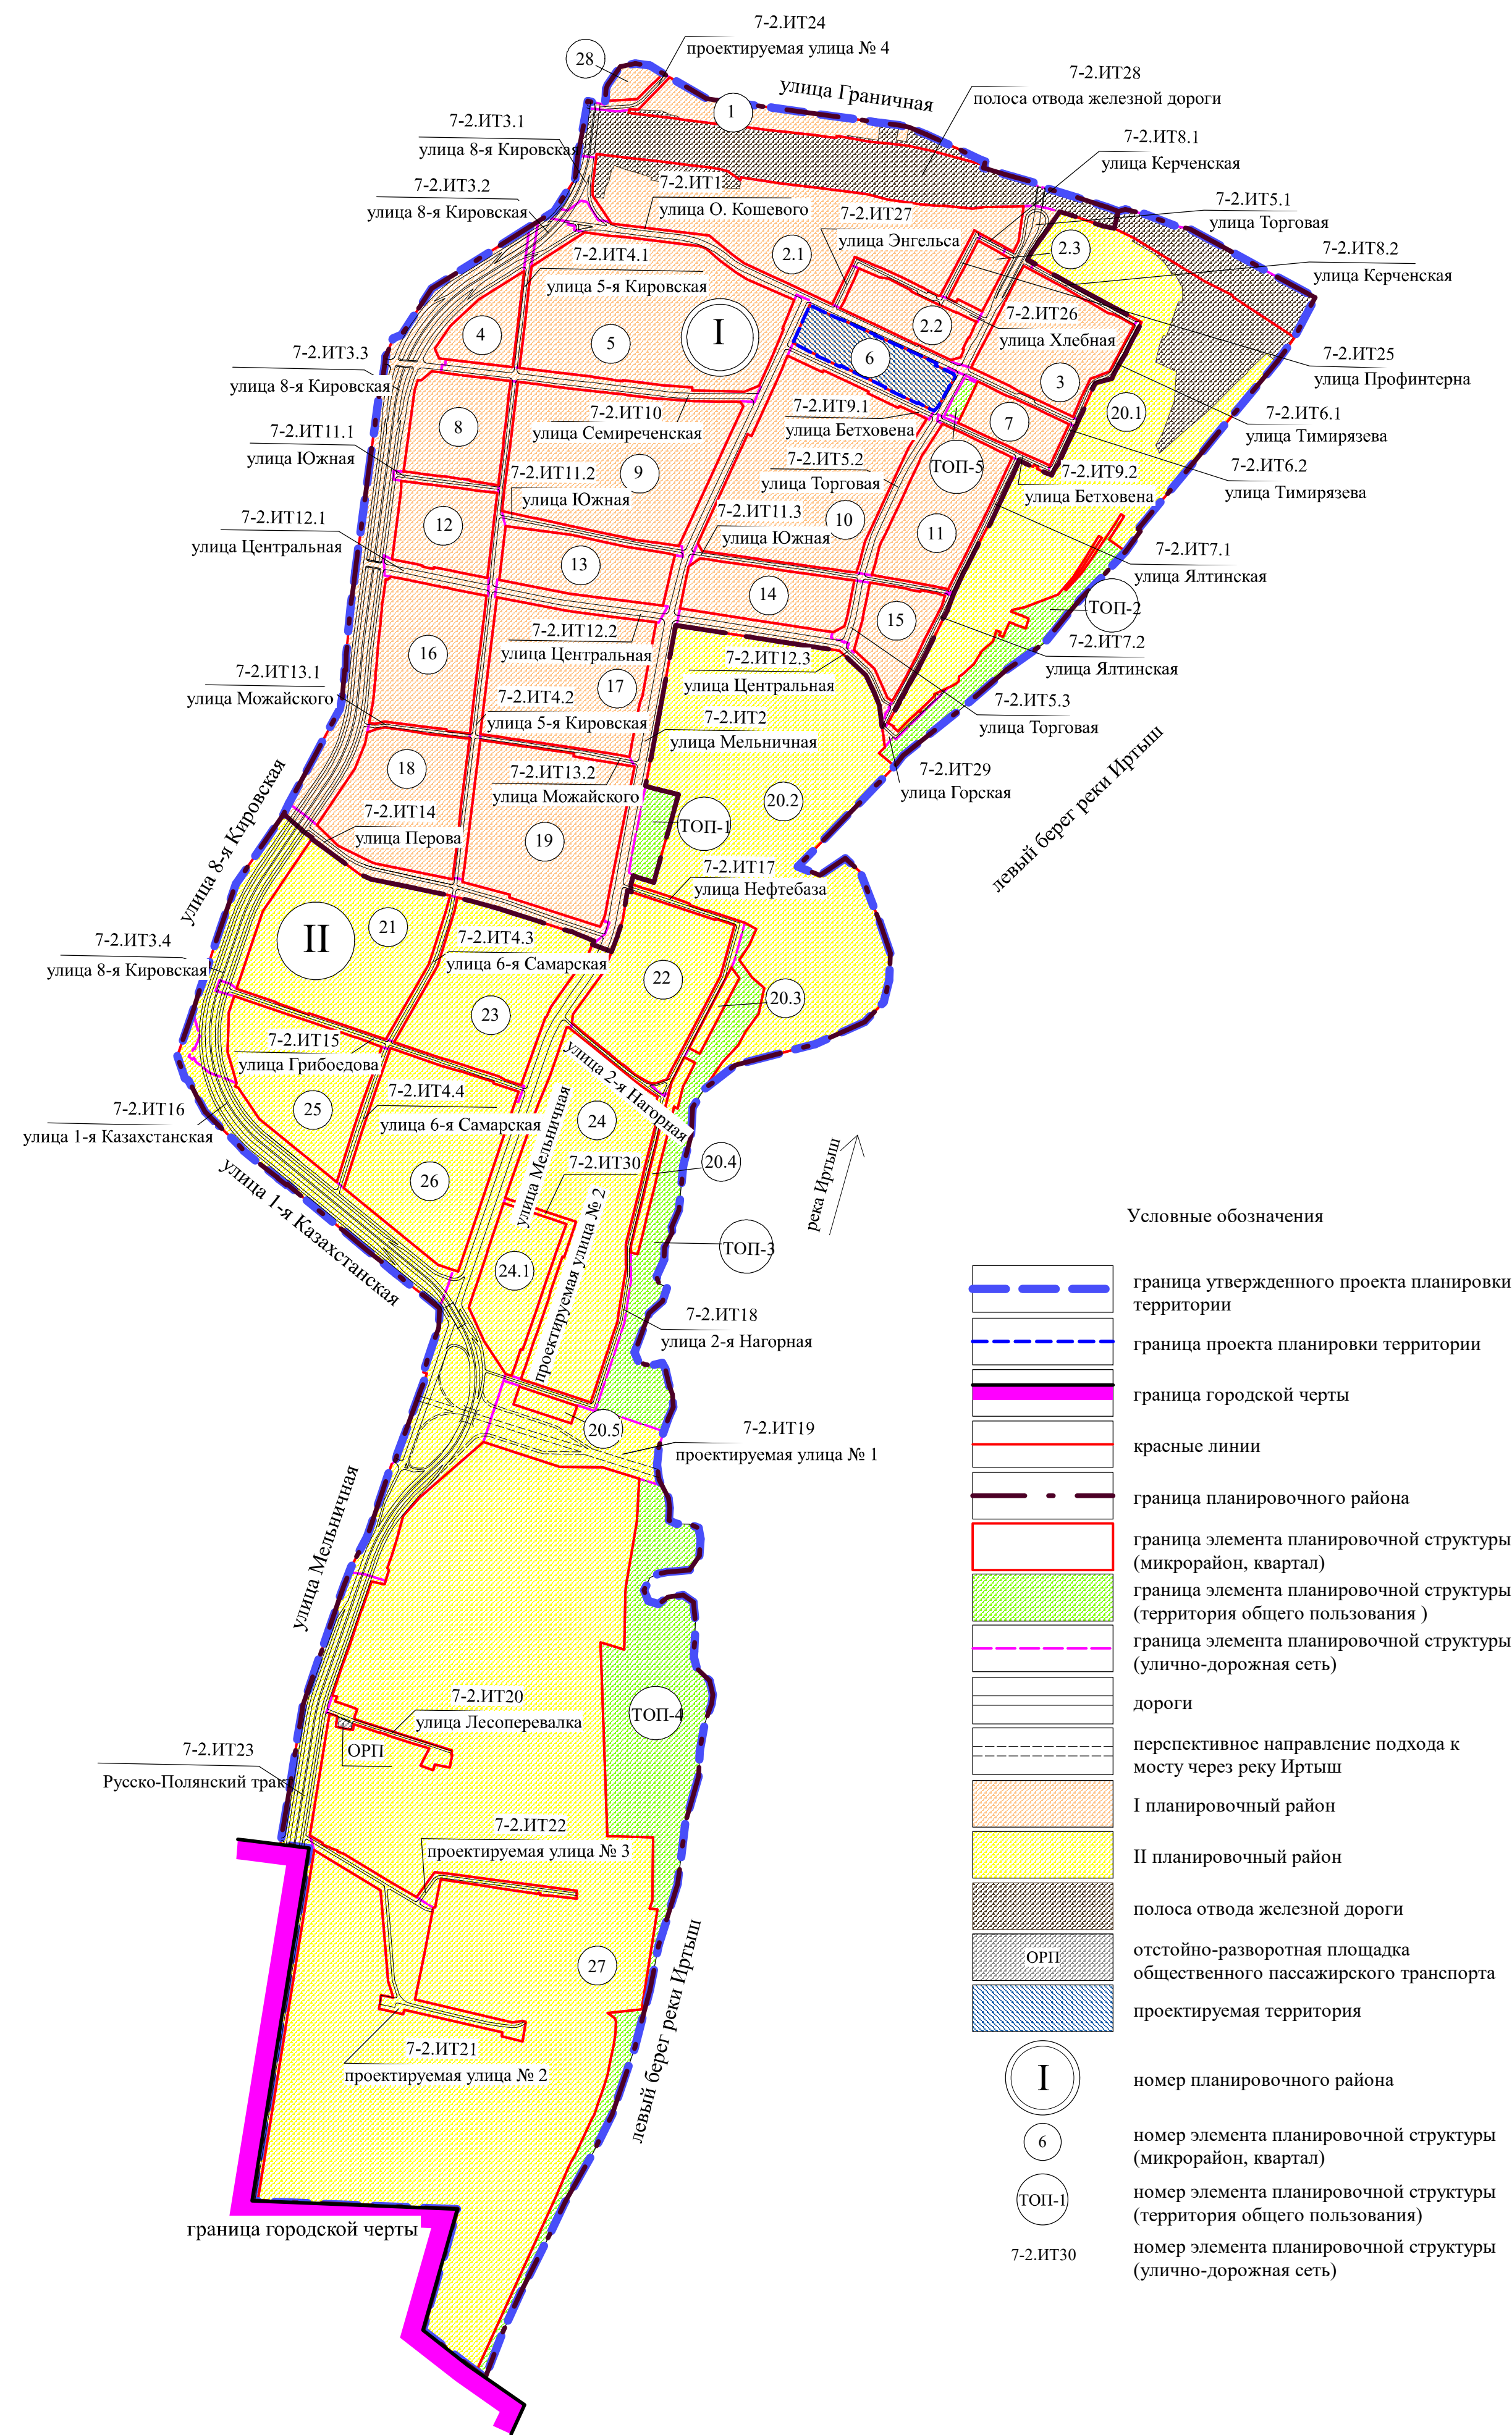 7-2.ИТ24
проектируемая улица № 4
28
1
улица Граничная
7-2.ИТ28
полоса отвода железной дороги
7-2.ИТ3.1
улица 8-я Кировская
7-2.ИТ8.1
улица Керченская
7-2.ИТ3.2
улица 8-я Кировская
7-2.ИТ1
улица О. Кошевого
7-2.ИТ27
улица Энгельса
7-2.ИТ5.1
улица Торговая
2.1
2.3
7-2.ИТ8.2
улица Керченская
7-2.ИТ4.1
улица 5-я Кировская
I
4
5
6
2.2
7-2.ИТ26
улица Хлебная
3
7-2.ИТ25
улица Профинтерна
7-2.ИТ3.3
улица 8-я Кировская
7-2.ИТ10
улица Семиреченская
7-2.ИТ9.1
улица Бетховена
7
20.1
7-2.ИТ6.1
улица Тимирязева
8
7-2.ИТ11.1
улица Южная
7-2.ИТ11.2
улица Южная
9
7-2.ИТ5.2
улица Торговая
ТОП-5
7-2.ИТ9.2
улица Бетховена
7-2.ИТ6.2
улица Тимирязева
7-2.ИТ12.1
улица Центральная
12
7-2.ИТ11.3
улица Южная
10
11
7-2.ИТ7.1
улица Ялтинская
13
14
15
ТОП-2
7-2.ИТ12.2
улица Центральная
7-2.ИТ12.3
улица Центральная
7-2.ИТ7.2
улица Ялтинская
16
17
7-2.ИТ13.1
улица Можайского
7-2.ИТ4.2
улица 5-я Кировская
7-2.ИТ2
улица Мельничная
7-2.ИТ5.3
улица Торговая
18
7-2.ИТ13.2
улица Можайского
7-2.ИТ29
улица Горская
20.2
левый берег реки Иртыш
улица 8-я Кировская
7-2.ИТ14
улица Перова
19
ТОП-1
7-2.ИТ17
улица Нефтебаза
II
21
7-2.ИТ3.4
улица 8-я Кировская
7-2.ИТ4.3
улица 6-я Самарская
22
20.3
23
7-2.ИТ15
улица Грибоедова
улица 2-я Нагорная
7-2.ИТ16
улица 1-я Казахстанская
25
7-2.ИТ4.4
улица 6-я Самарская
24
улица Мельничная
7-2.ИТ30
20.4
река Иртыш
26
улица 1-я Казахстанская
проектируемая улица № 2
ТОП-3
24.1
7-2.ИТ18
улица 2-я Нагорная
20.5
7-2.ИТ19
проектируемая улица № 1
улица Мельничная
7-2.ИТ20
улица Лесоперевалка
ТОП-4
ОРП
7-2.ИТ23
Русско-Полянский трак
7-2.ИТ22
проектируемая улица № 3
27
7-2.ИТ21
проектируемая улица № 2
левый берег реки Иртыш
граница городской черты
Условные обозначения
граница утвержденного проекта планировки
территории
граница проекта планировки территории
граница городской черты
красные линии
граница планировочного района
граница элемента планировочной структуры
(микрорайон, квартал)
граница элемента планировочной структуры
(территория общего пользования )
граница элемента планировочной структуры
(улично-дорожная сеть)
дороги
перспективное направление подхода к
мосту через реку Иртыш
I планировочный район
II планировочный район
полоса отвода железной дороги
ОРП
отстойно-разворотная площадка
общественного пассажирского транспорта
проектируемая территория
I
номер планировочного района
6
номер элемента планировочной структуры
(микрорайон, квартал)
ТОП-1
номер элемента планировочной структуры
(территория общего пользования)
7-2.ИТ30
номер элемента планировочной структуры
(улично-дорожная сеть)